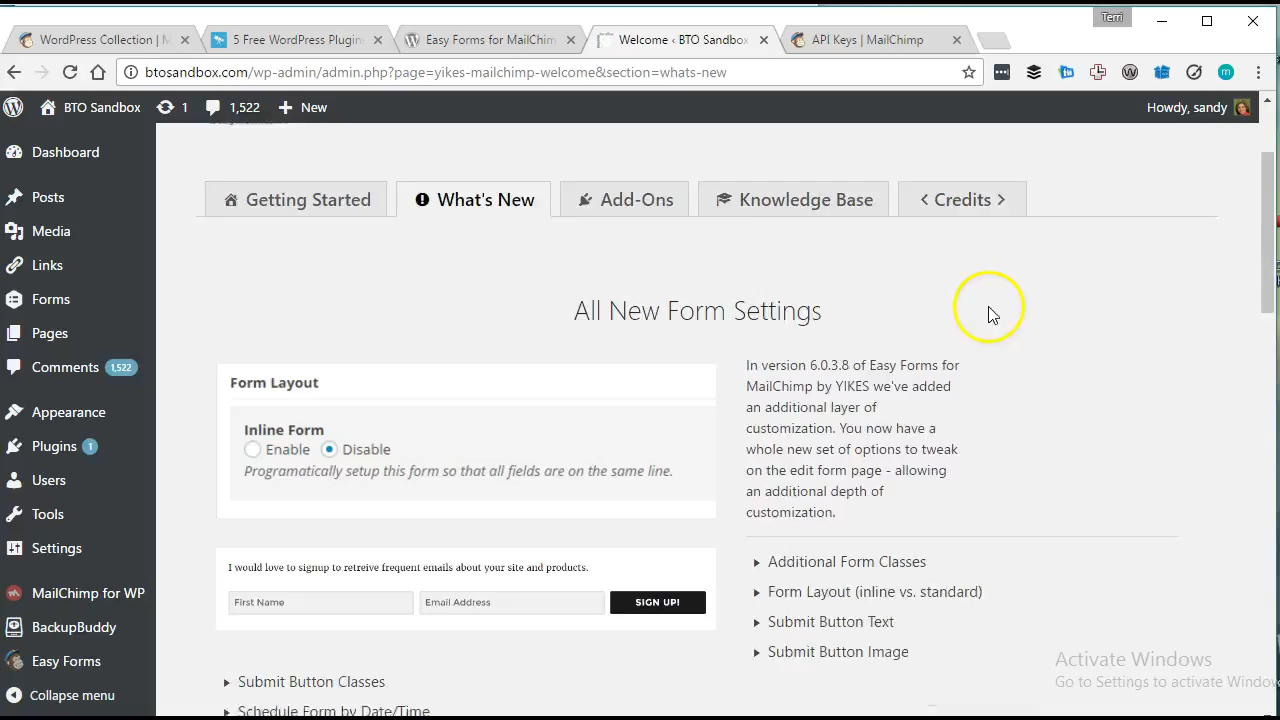 Terri
WordPress Collection | M
5 Free WordPress Plugin
Easy Forms for MailChim
Welcome ‹ BTO Sandbox
API Keys | MailChimp
btosandbox.com/wp-admin/admin.php?page=yikes-mailchimp-welcome&section=whats-new
BTO Sandbox
1
1,522
New
Howdy, sandy
Dashboard
Posts
Media
Links
Forms
Pages
Comments 1,522
Appearance
Plugins 1
Users
Tools
Settings
MailChimp for WP
BackupBuddy
Easy Forms
Collapse menu
Getting Started
What's New
Add-Ons
Knowledge Base
Credits
All New Form Settings
Form Layout
Inline Form
Enable Disable
Programatically setup this form so that all fields are on the same line.
I would love to signup to retreive frequent emails about your site and products.
First Name
Email Address
SIGN UP!
In version 6.0.3.8 of Easy Forms for
MailChimp by YIKES we've added
an additional layer of
customization. You now have a
whole new set of options to tweak
on the edit form page - allowing
an additional depth of
customization.
Additional Form Classes
Form Layout (inline vs. standard)
Submit Button Text
Submit Button Image
Submit Button Classes
Schedule Form by Date/Time
Activate Windows
Go to Settings to activate Window